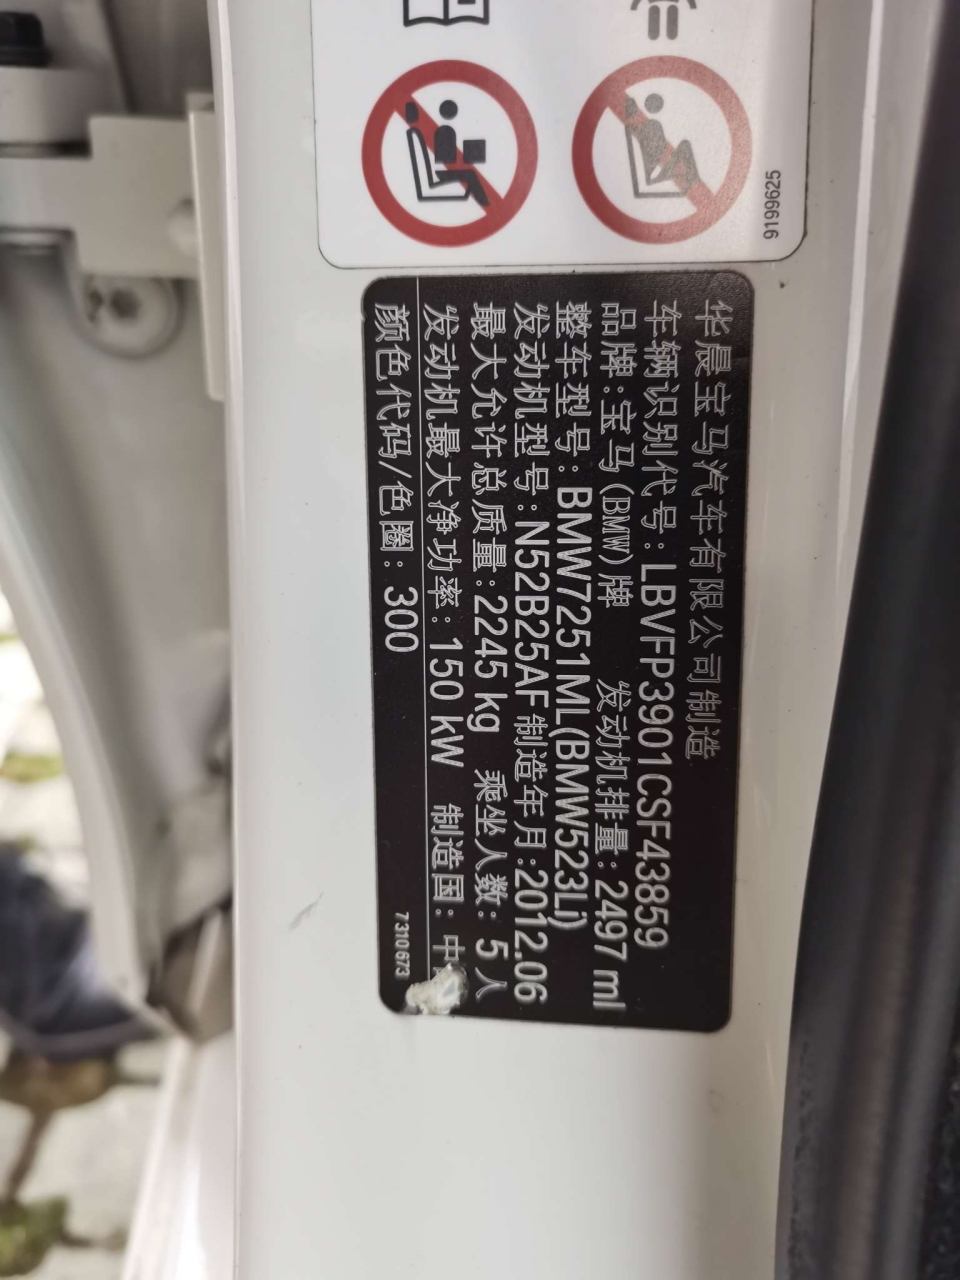 9199625
华晨宝马汽车有限公司制造
车辆识别代号:LBVFP3901CSF43859
品牌:宝马(BMW)牌 发动机排量:2497 ml
整车型号:BMW7251ML(BMW523Li)
发动机型号:N52B25AF 制造年月:2012.06
最大允许总质量:2245 kg 乘坐人数:5人
发动机最大净功率:150 kW 制造国:中
颜色代码/色圈:300
7 310 673